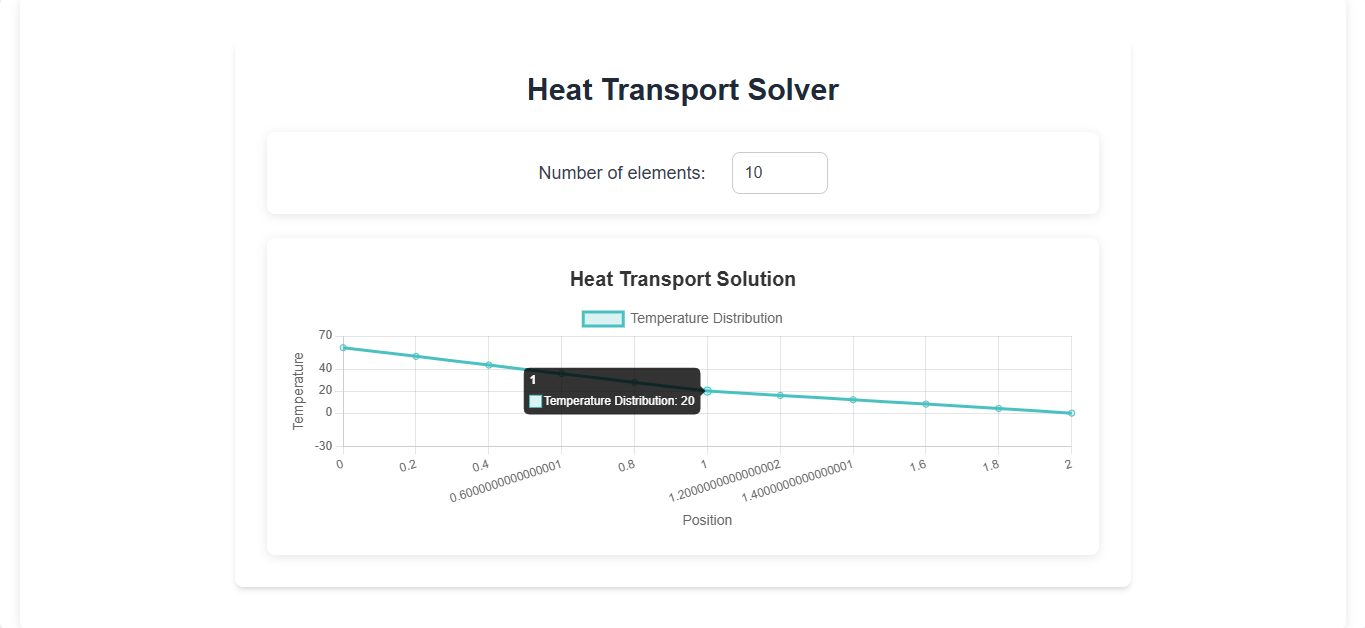 Heat Transport Solver
Number of elements: 10
Heat Transport Solution
Temperature Distribution
Temperature
70
40
20
0
-30
1
Temperature Distribution: 20
0 0.2 0.4 0.6000000000000001 0.8 1 1.2000000000000002 1.4000000000000001 1.6 1.8 2
Position